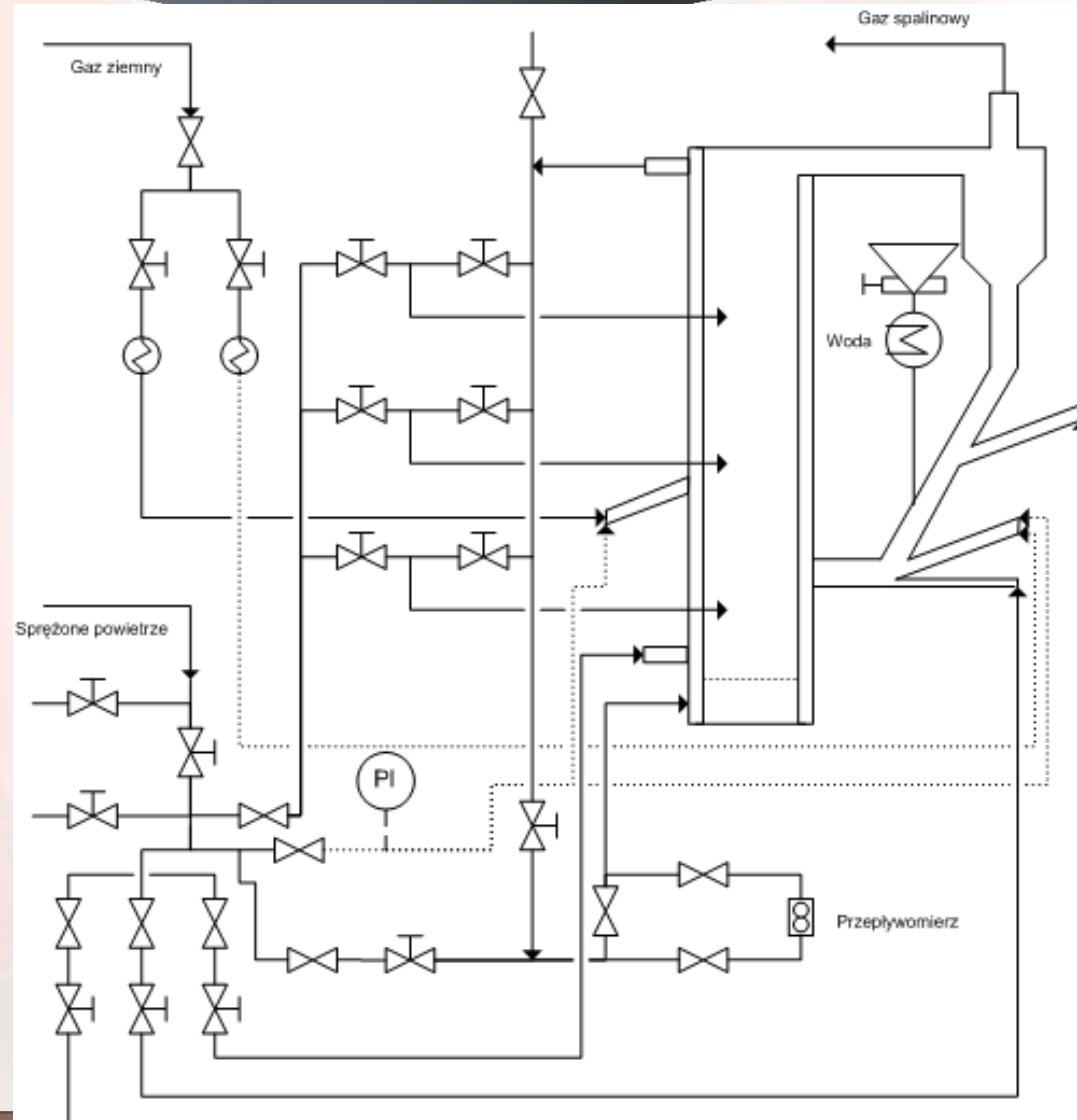 Gaz spalinowy
Gaz ziemny
Woda
Sprężone powietrze
PI
Przepływomierz